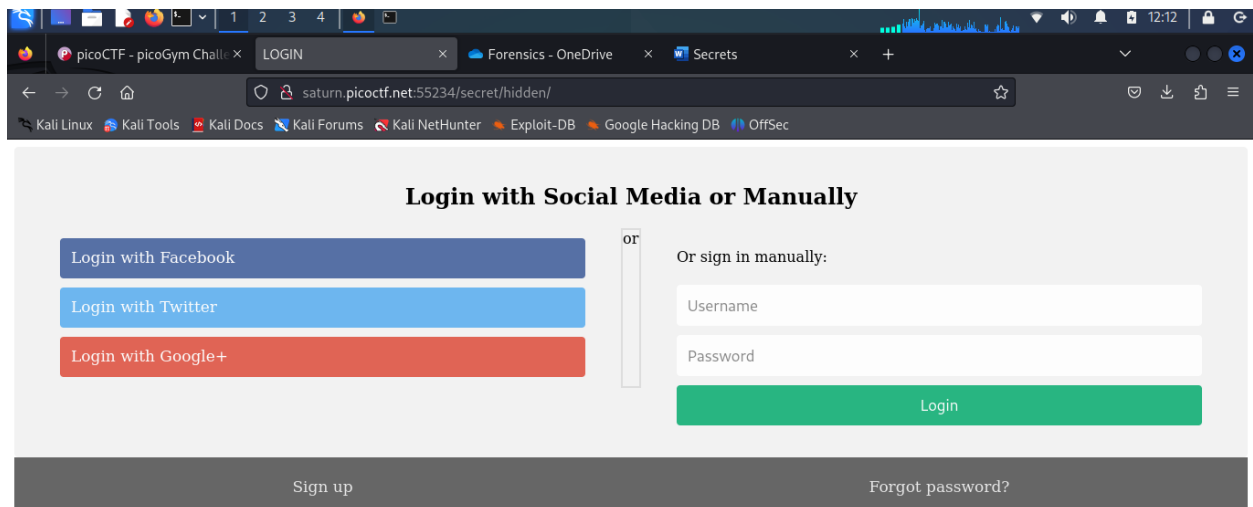 1 2 3 4 12:12
picoCTF - picoGym Challe LOGIN Forensics - OneDrive Secrets
saturn.picoctf.net:55234/secret/hidden/
Kali Linux Kali Tools Kali Docs Kali Forums Kali NetHunter Exploit-DB Google Hacking DB OffSec
Login with Social Media or Manually
Login with Facebook
Login with Twitter
Login with Google+
or
Or sign in manually:
Username
Password
Login
Sign up Forgot password?